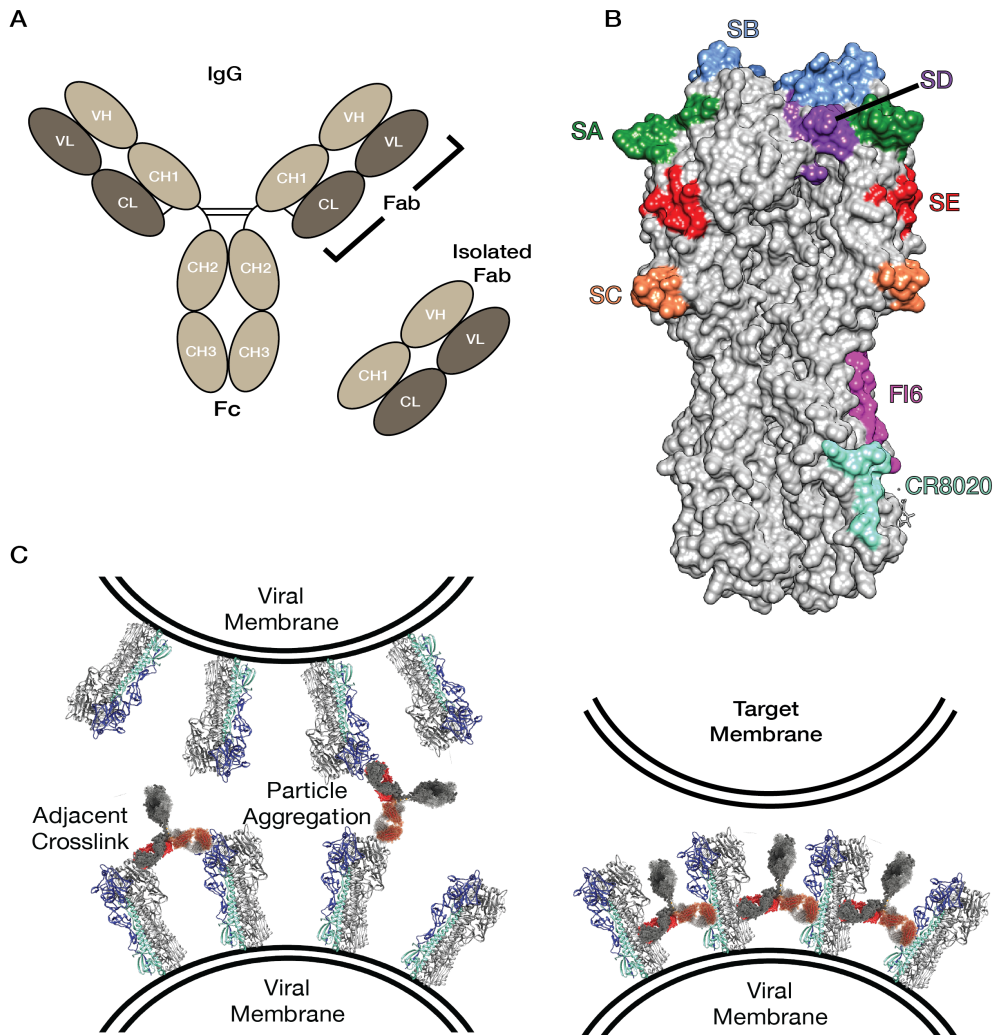 A
IgG
VH
VL
CH1
CL
VH
VL
CH1
CL
Fab
CH2
CH2
CH3
CH3
Fc
Isolated
Fab
VH
VL
CH1
CL
B
SB
SD
SA
SE
SC
FI6
CR8020
C
Viral
Membrane
Adjacent
Crosslink
Particle
Aggregation
Viral
Membrane
Target
Membrane
Viral
Membrane